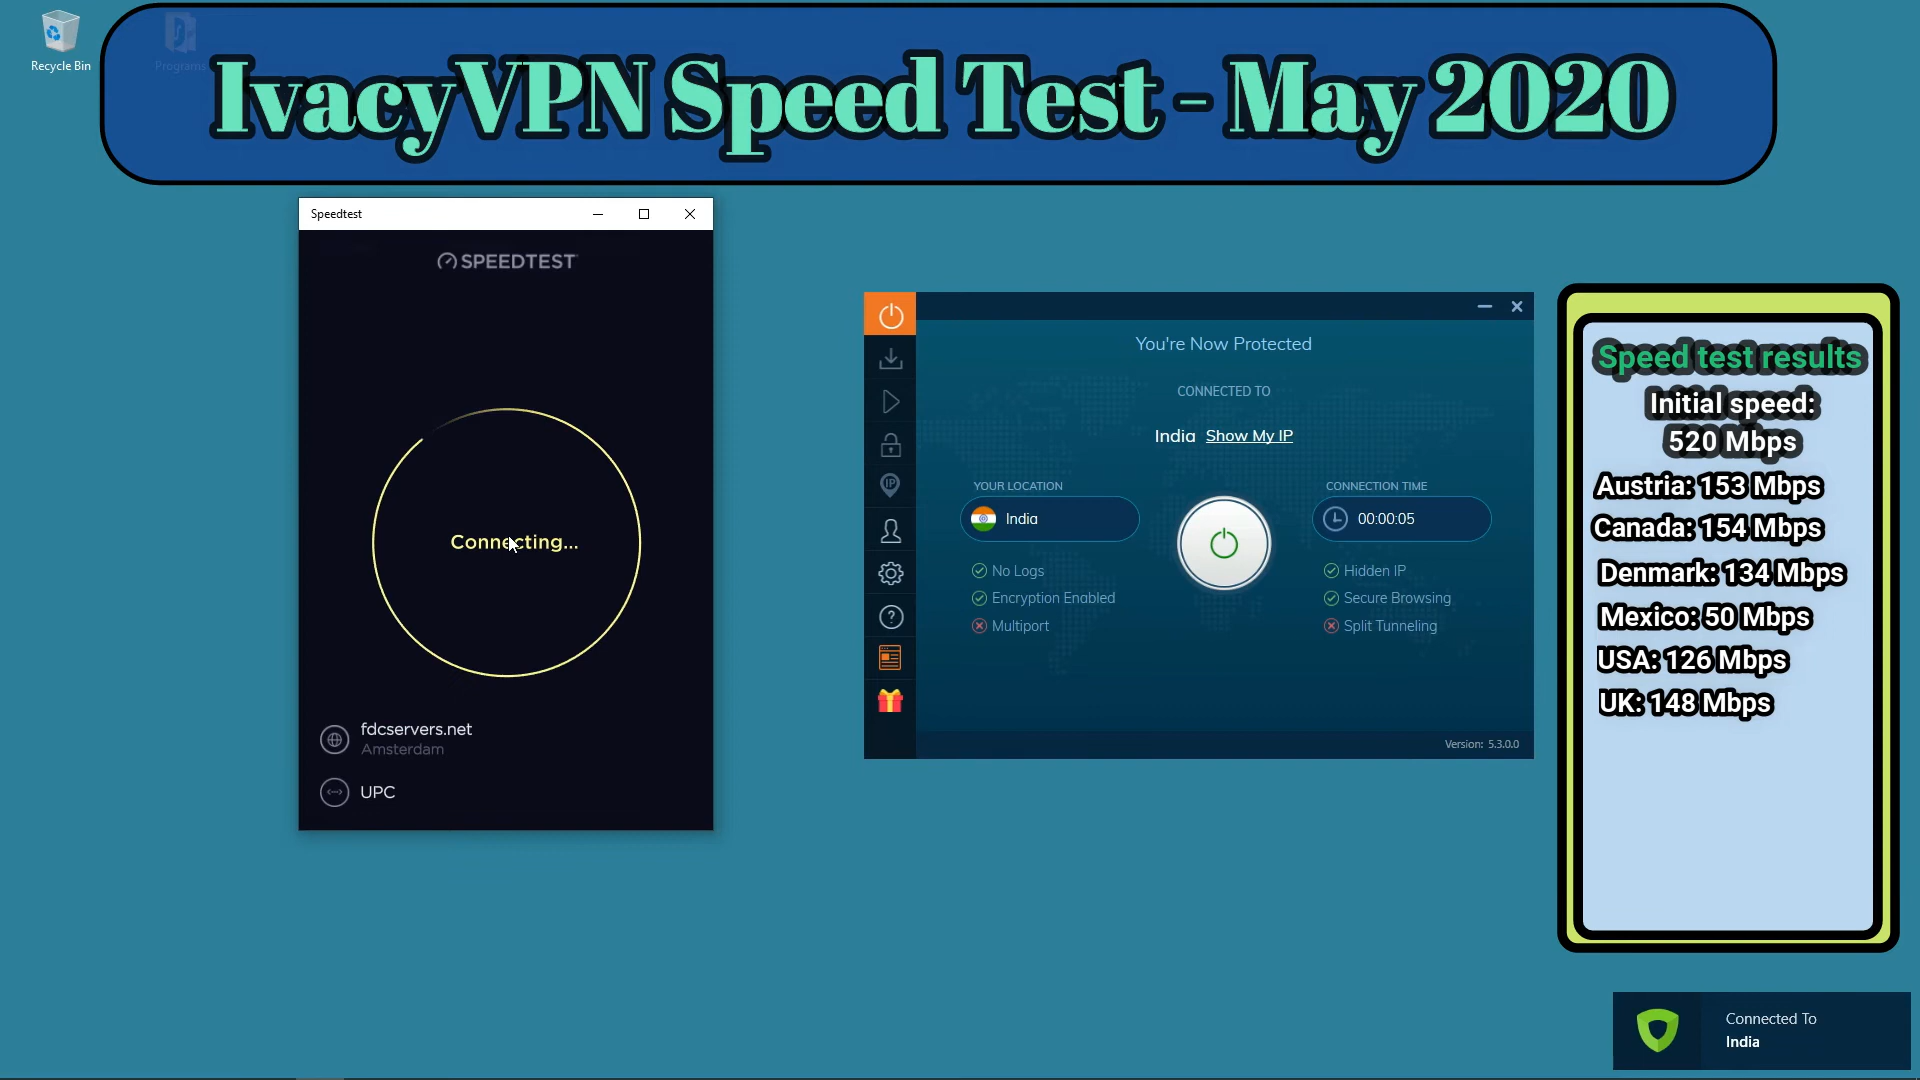 Recycle Bin
Programs
IvacyVPN Speed Test - May 2020
Speedtest
SPEEDTEST
Connecting...
fdcservers.net
Amsterdam
UPC
You're Now Protected
CONNECTED TO
India Show My IP
YOUR LOCATION
India
CONNECTION TIME
00:00:05
No Logs
Encryption Enabled
Multiport
Hidden IP
Secure Browsing
Split Tunneling
IP
Version: 5.3.0.0
Speed test results
Initial speed:
520 Mbps
Austria: 153 Mbps
Canada: 154 Mbps
Denmark: 134 Mbps
Mexico: 50 Mbps
USA: 126 Mbps
UK: 148 Mbps
Connected To
India